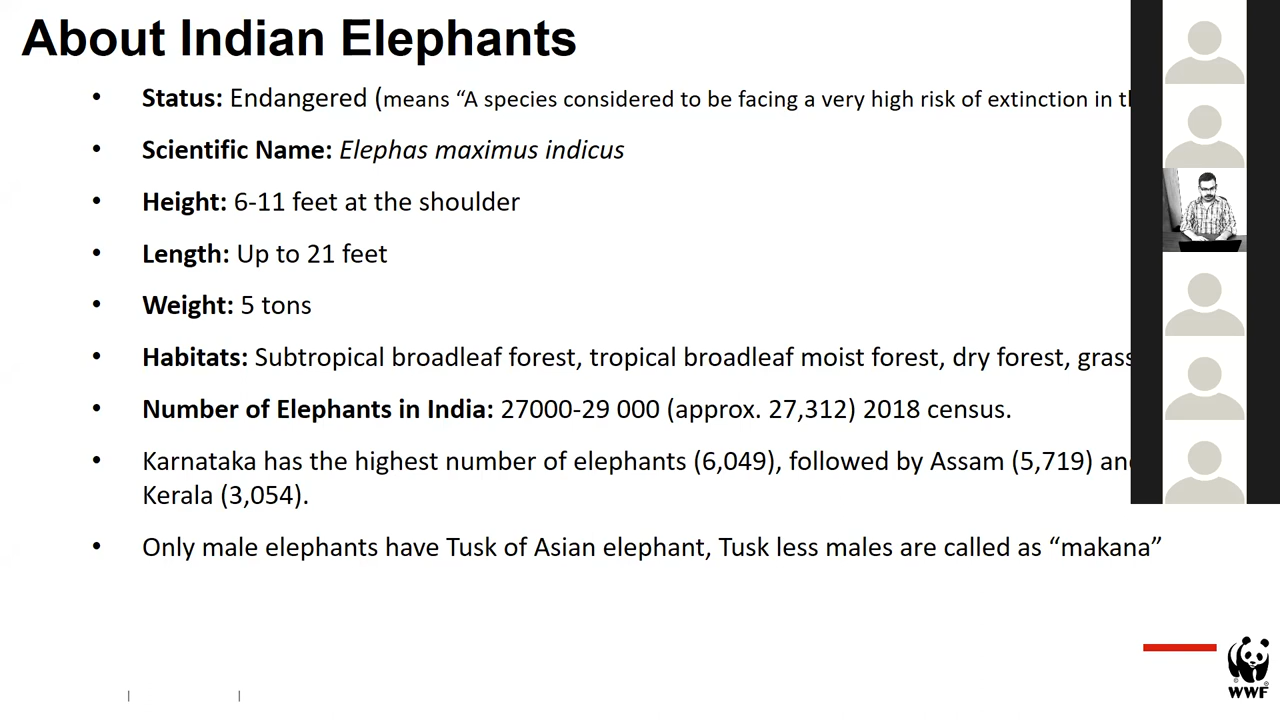 About Indian Elephants
• Status: Endangered (means “A species considered to be facing a very high risk of extinction in
• Scientific Name: Elephas maximus indicus
• Height: 6-11 feet at the shoulder
• Length: Up to 21 feet
• Weight: 5 tons
• Habitats: Subtropical broadleaf forest, tropical broadleaf moist forest, dry forest,
• Number of Elephants in India: 27000-29 000 (approx. 27,312) 2018 census.
• Karnataka has the highest number of elephants (6,049), followed by Assam (5,719)
Kerala (3,054).
• Only male elephants have Tusk of Asian elephant, Tusk less males are called as “makana”
WWF